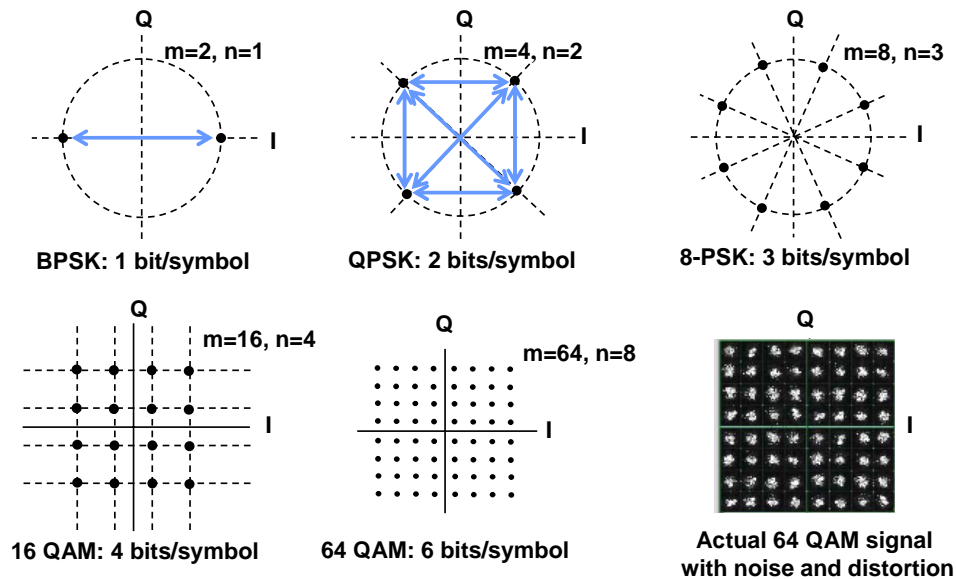 Q
m=2, n=1
I
BPSK: 1 bit/symbol
Q
m=4, n=2
I
QPSK: 2 bits/symbol
Q
m=8, n=3
I
8-PSK: 3 bits/symbol
Q
m=16, n=4
I
16 QAM: 4 bits/symbol
Q
m=64, n=8
I
64 QAM: 6 bits/symbol
Q
I
Actual 64 QAM signal
with noise and distortion